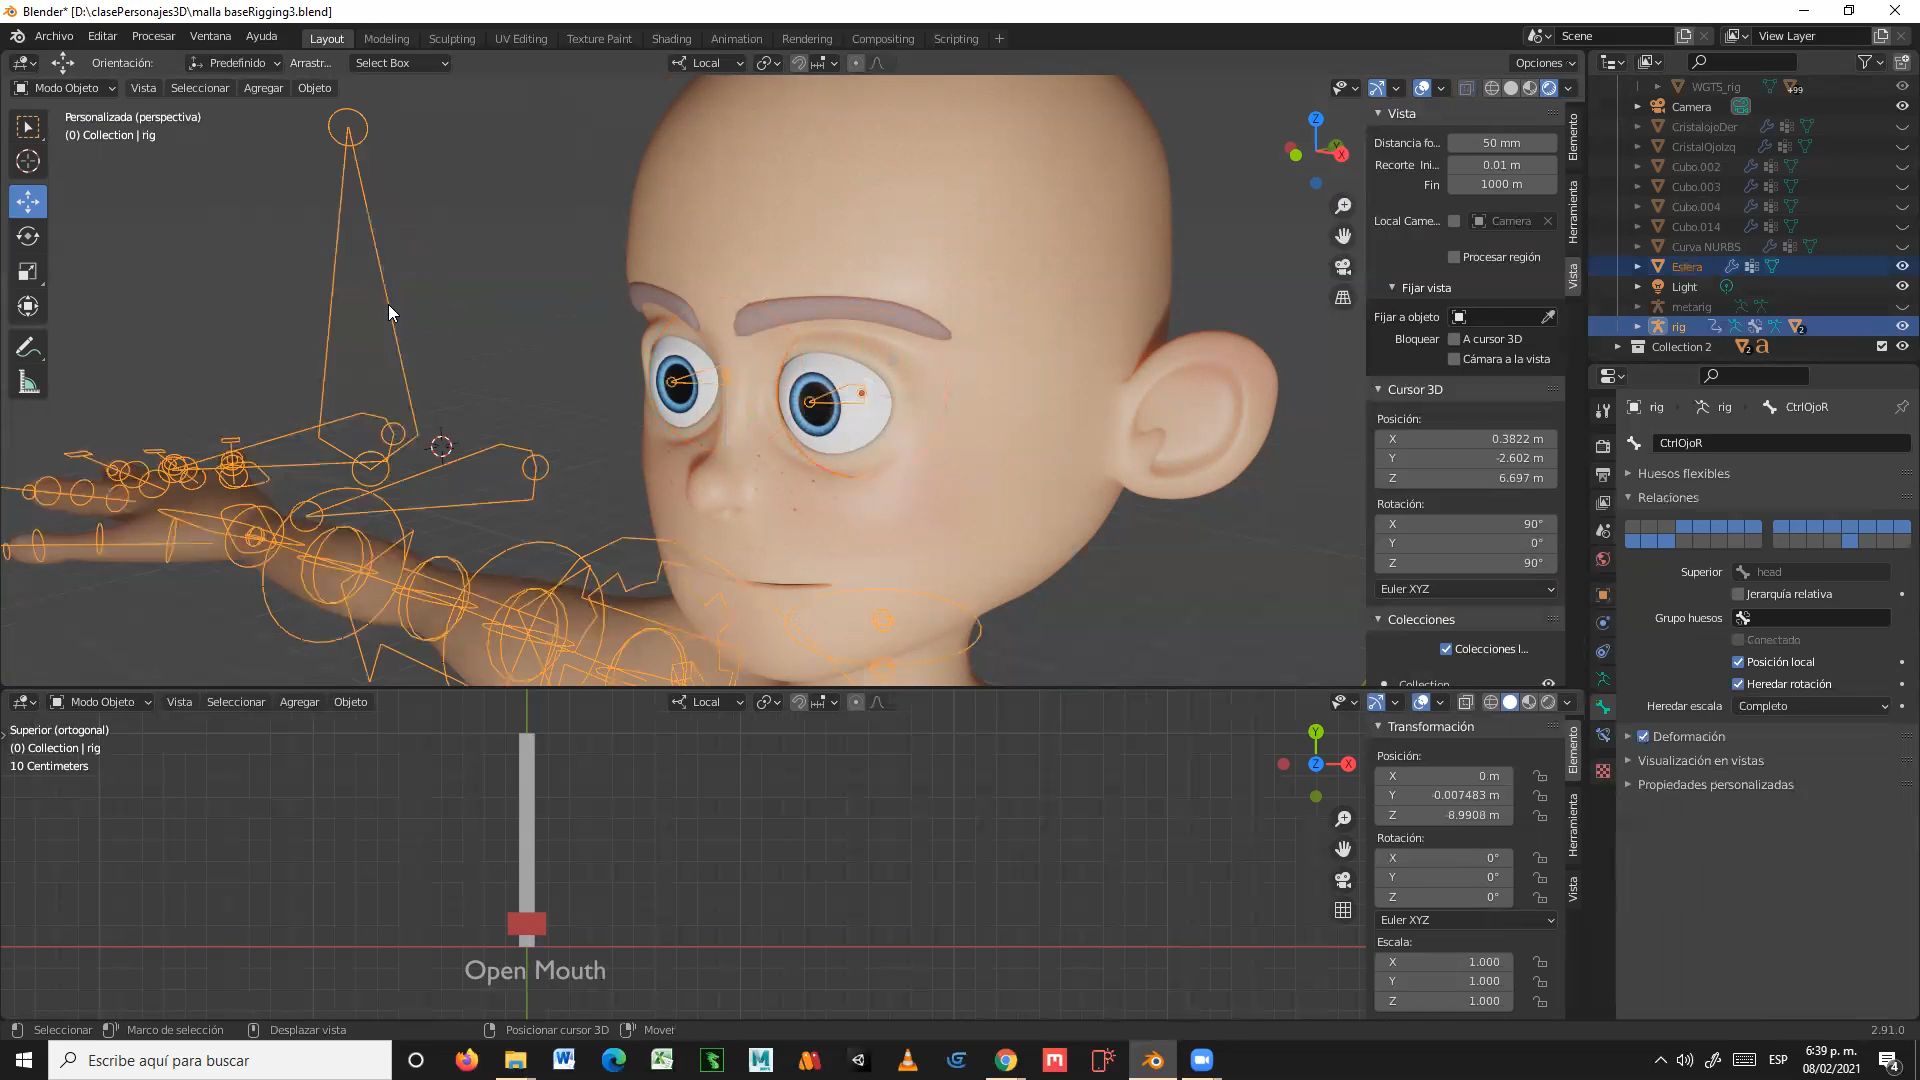 Blender* [D:\clasePersonajes3D\malla baseRigging3.blend]
Archivo Editar Procesar Ventana Ayuda Layout Modeling Sculpting UV Editing Texture Paint Shading Animation Rendering Compositing Scripting + Scene View Layer
Orientación: Predefinido Arrastr... Select Box Local Opciones
Modo Objeto Vista Seleccionar Agregar Objeto
Personalizada (perspectiva)
(0) Collection | rig
Z
X
Vista
Distancia fo... 50 mm
Recorte Ini... 0.01 m
Fin 1000 m
Local Came... Camera
Procesar región
Fijar vista
Fijar a objeto
Bloquear A cursor 3D
Cámara a la vista
Cursor 3D
Posición:
X 0.3822 m
Y -2.602 m
Z 6.697 m
Rotación:
X 90°
Y 0°
Z 90°
Euler XYZ
Colecciones
Colecciones l...
Elemento
Herramienta
Vista
WGTS_rig
Camera
CristalojoDer
CristalOjoIzq
Cubo.002
Cubo.003
Cubo.004
Cubo.014
Curva NURBS
Esfera
Light
metarig
rig 2
Collection 2 2
rig rig CtrlOjoR
CtrlOjoR
Huesos flexibles
Relaciones
Superior head
Jerarquía relativa
Grupo huesos
Conectado
Posición local
Heredar rotación
Heredar escala Completo
Deformación
Visualización en vistas
Propiedades personalizadas
Modo Objeto Vista Seleccionar Agregar Objeto Local
Superior (ortogonal)
(0) Collection | rig
10 Centimeters
Open Mouth
Y
Z
X
Transformación
Posición:
X 0 m
Y 0.007483 m
Z -8.9908 m
Rotación:
X 0°
Y 0°
Z 0°
Euler XYZ
Escala:
X 1.000
Y 1.000
Z 1.000
Elemento
Herramienta
Vista
Seleccionar Marco de selección Desplazar vista Posicionar cursor 3D Mover 2.91.0
Escribe aquí para buscar
ESP
6:39 p. m.
08/02/2021
4